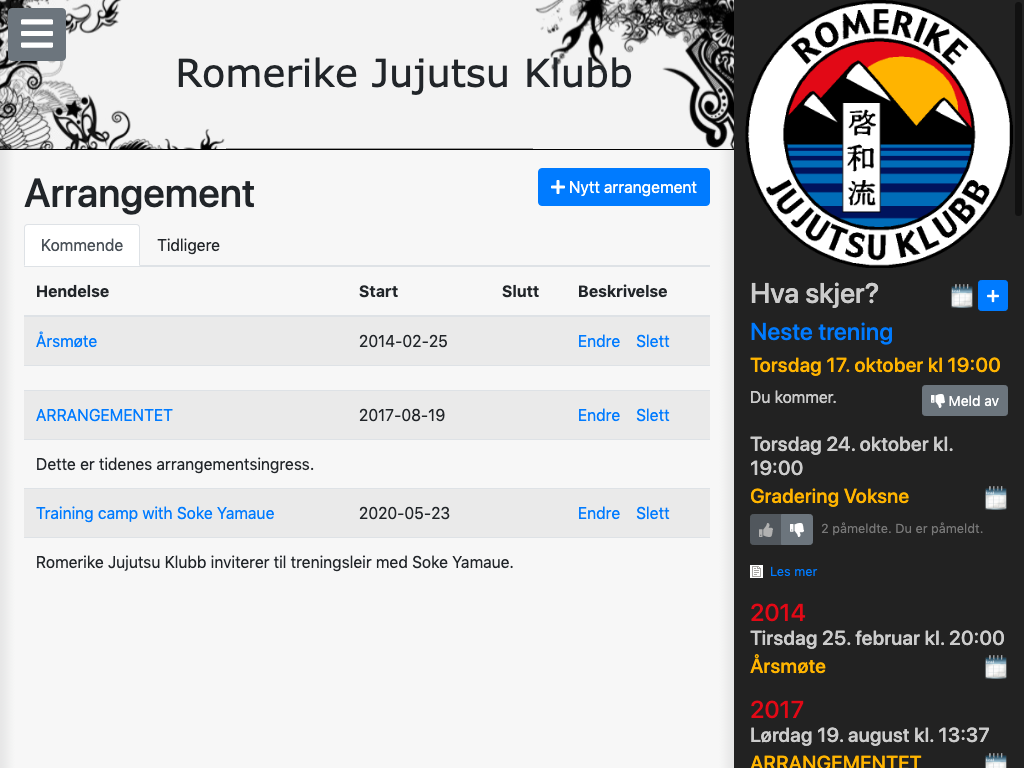 Romerike Jujutsu Klubb
Arrangement
Nytt arrangement
Kommende Tidligere
Hendelse Start Slutt Beskrivelse
Årsmøte 2014-02-25 Endre Slett
ARRANGEMENTET 2017-08-19 Endre Slett
Dette er tidenes arrangementsingress.
Training camp with Soke Yamaue 2020-05-23 Endre Slett
Romerike Jujutsu Klubb inviterer til treningsleir med Soke Yamaue.
ROMERIKE
啓和流
JUJUTSU KLUBB
Hva skjer?
Neste trening
Torsdag 17. oktober kl 19:00
Du kommer. Meld av
Torsdag 24. oktober kl.
19:00
Gradering Voksne
2 påmeldte. Du er påmeldt.
Les mer
2014
Tirsdag 25. februar kl. 20:00
Årsmøte
2017
Lørdag 19. august kl. 13:37
ARRANGEMENTET